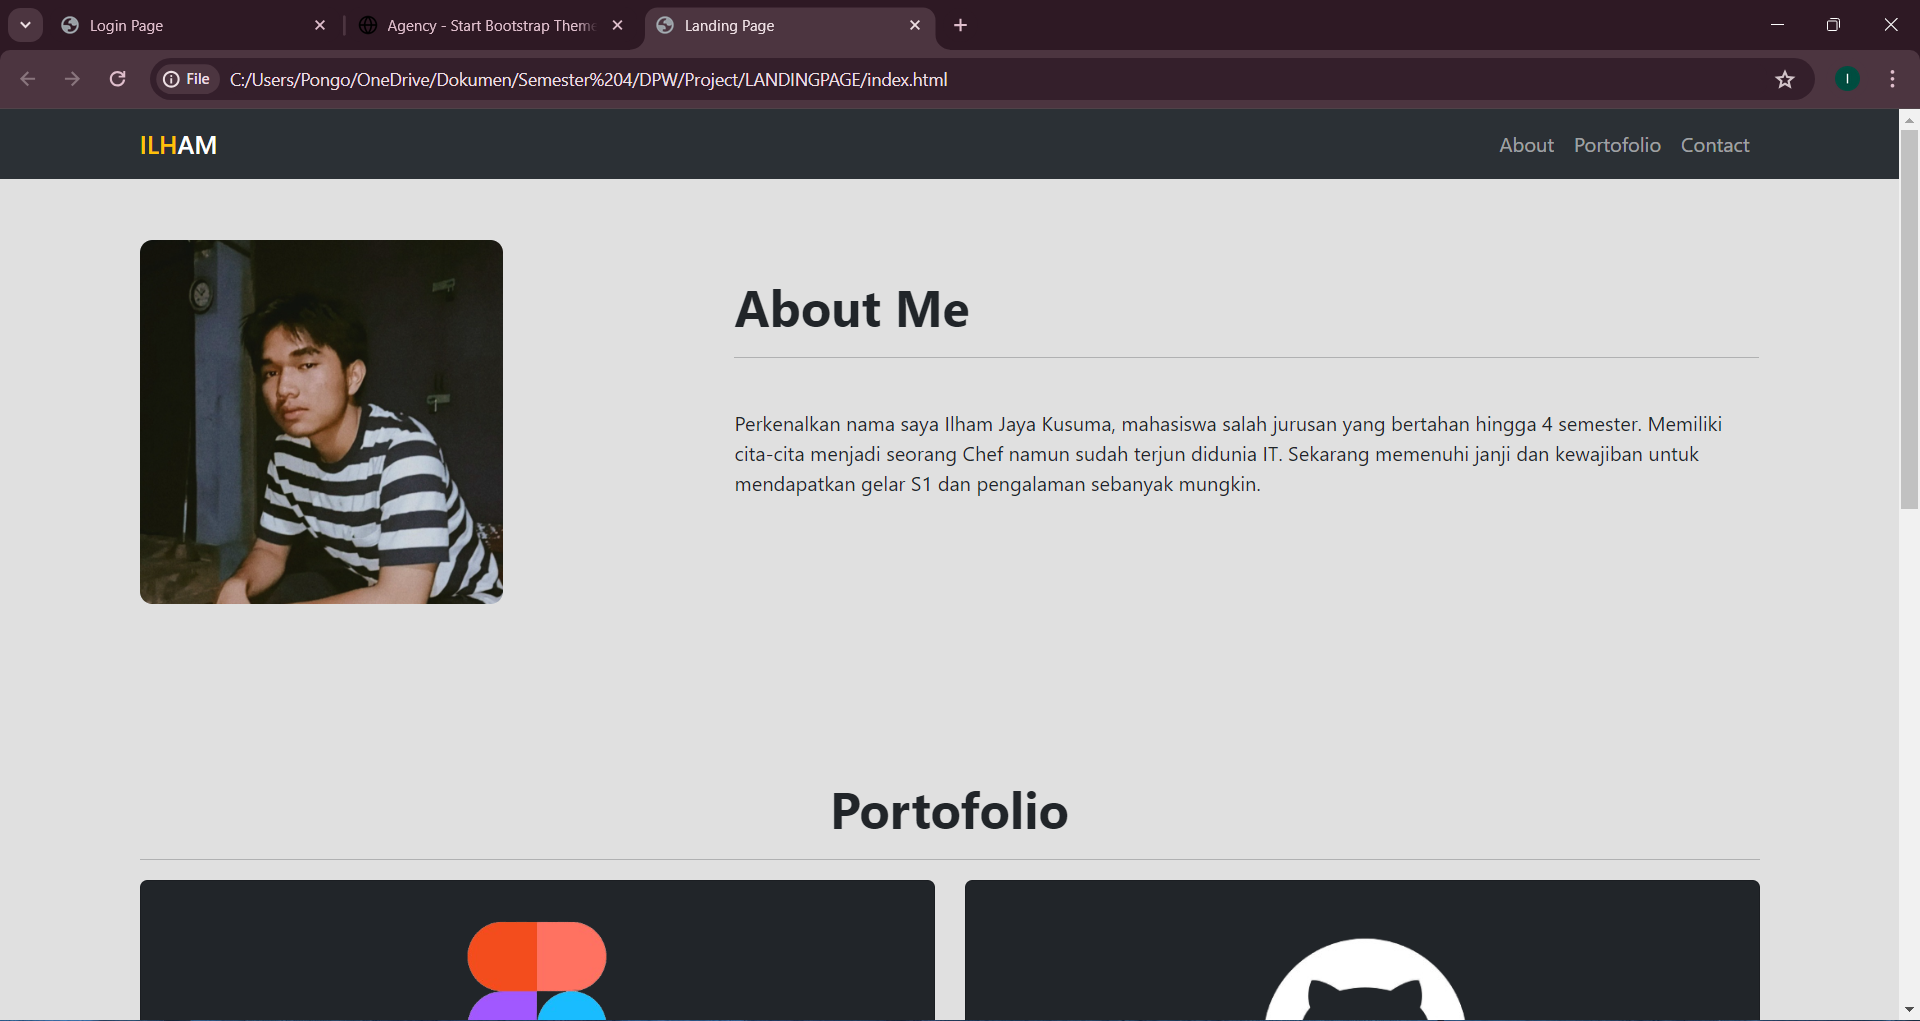 Login Page
Agency - Start Bootstrap Theme
Landing Page
File
C:/Users/Pongo/OneDrive/Dokumen/Semester%204/DPW/Project/LANDINGPAGE/index.html
I
ILHAM
About Portofolio Contact
About Me
Perkenalkan nama saya Ilham Jaya Kusuma, mahasiswa salah jurusan yang bertahan hingga 4 semester. Memiliki
cita-cita menjadi seorang Chef namun sudah terjun didunia IT. Sekarang memenuhi janji dan kewajiban untuk
mendapatkan gelar S1 dan pengalaman sebanyak mungkin.
Portofolio